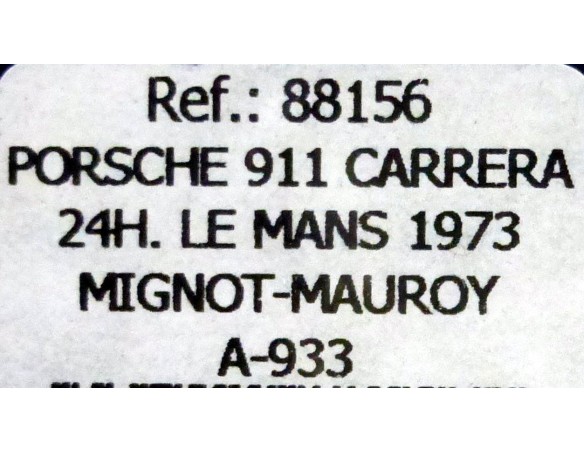 Ref.: 88156
PORSCHE 911 CARRERA
24H. LE MANS 1973
MIGNOT-MAUROY
A-933